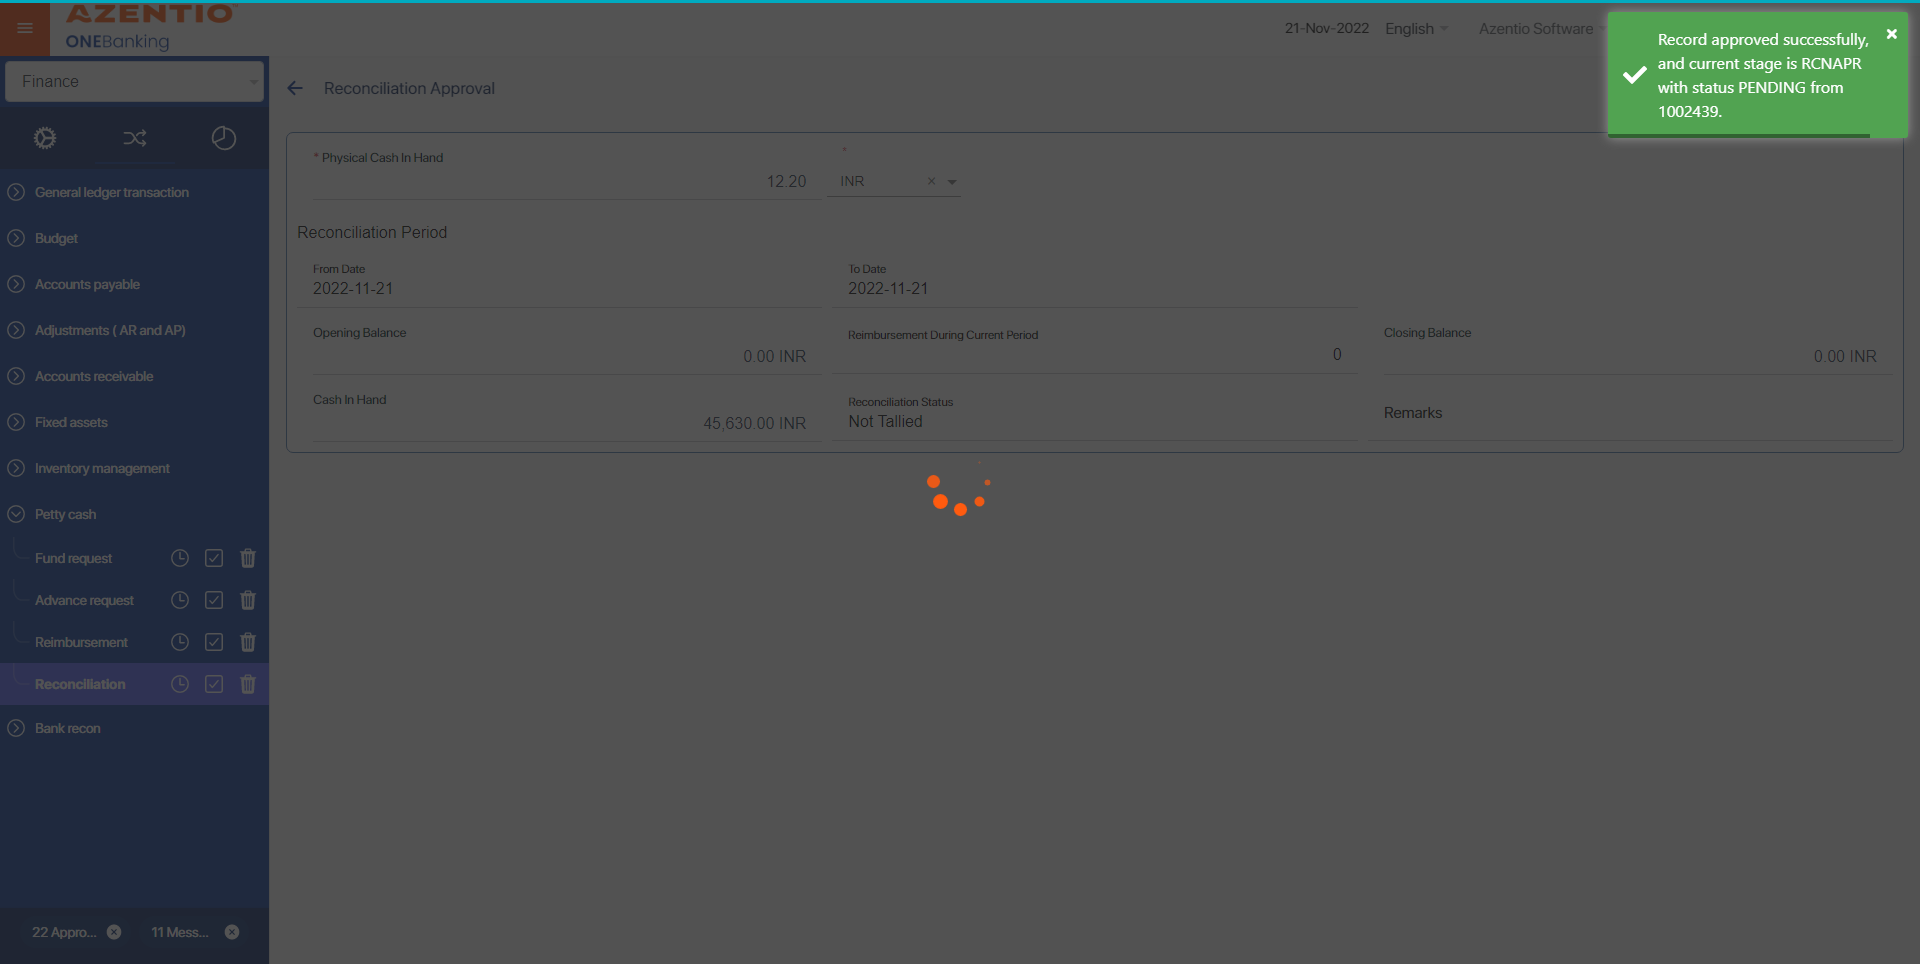 AZENTIO
ONEBanking
21-Nov-2022
English
Azentio Software
Record approved successfully,
and current stage is RCNAPR
with status PENDING from
1002439.
Finance
Reconciliation Approval
* Physical Cash In Hand
*
12.20
INR
General ledger transaction
Budget
Accounts payable
Adjustments ( AR and AP)
Accounts receivable
Fixed assets
Inventory management
Petty cash
Fund request
Advance request
Reimbursement
Reconciliation
Bank recon
Reconciliation Period
From Date
2022-11-21
To Date
2022-11-21
Opening Balance
0.00 INR
Reimbursement During Current Period
0
Closing Balance
0.00 INR
Cash In Hand
45,630.00 INR
Reconciliation Status
Not Tallied
Remarks
22 Appro...
11 Mess...